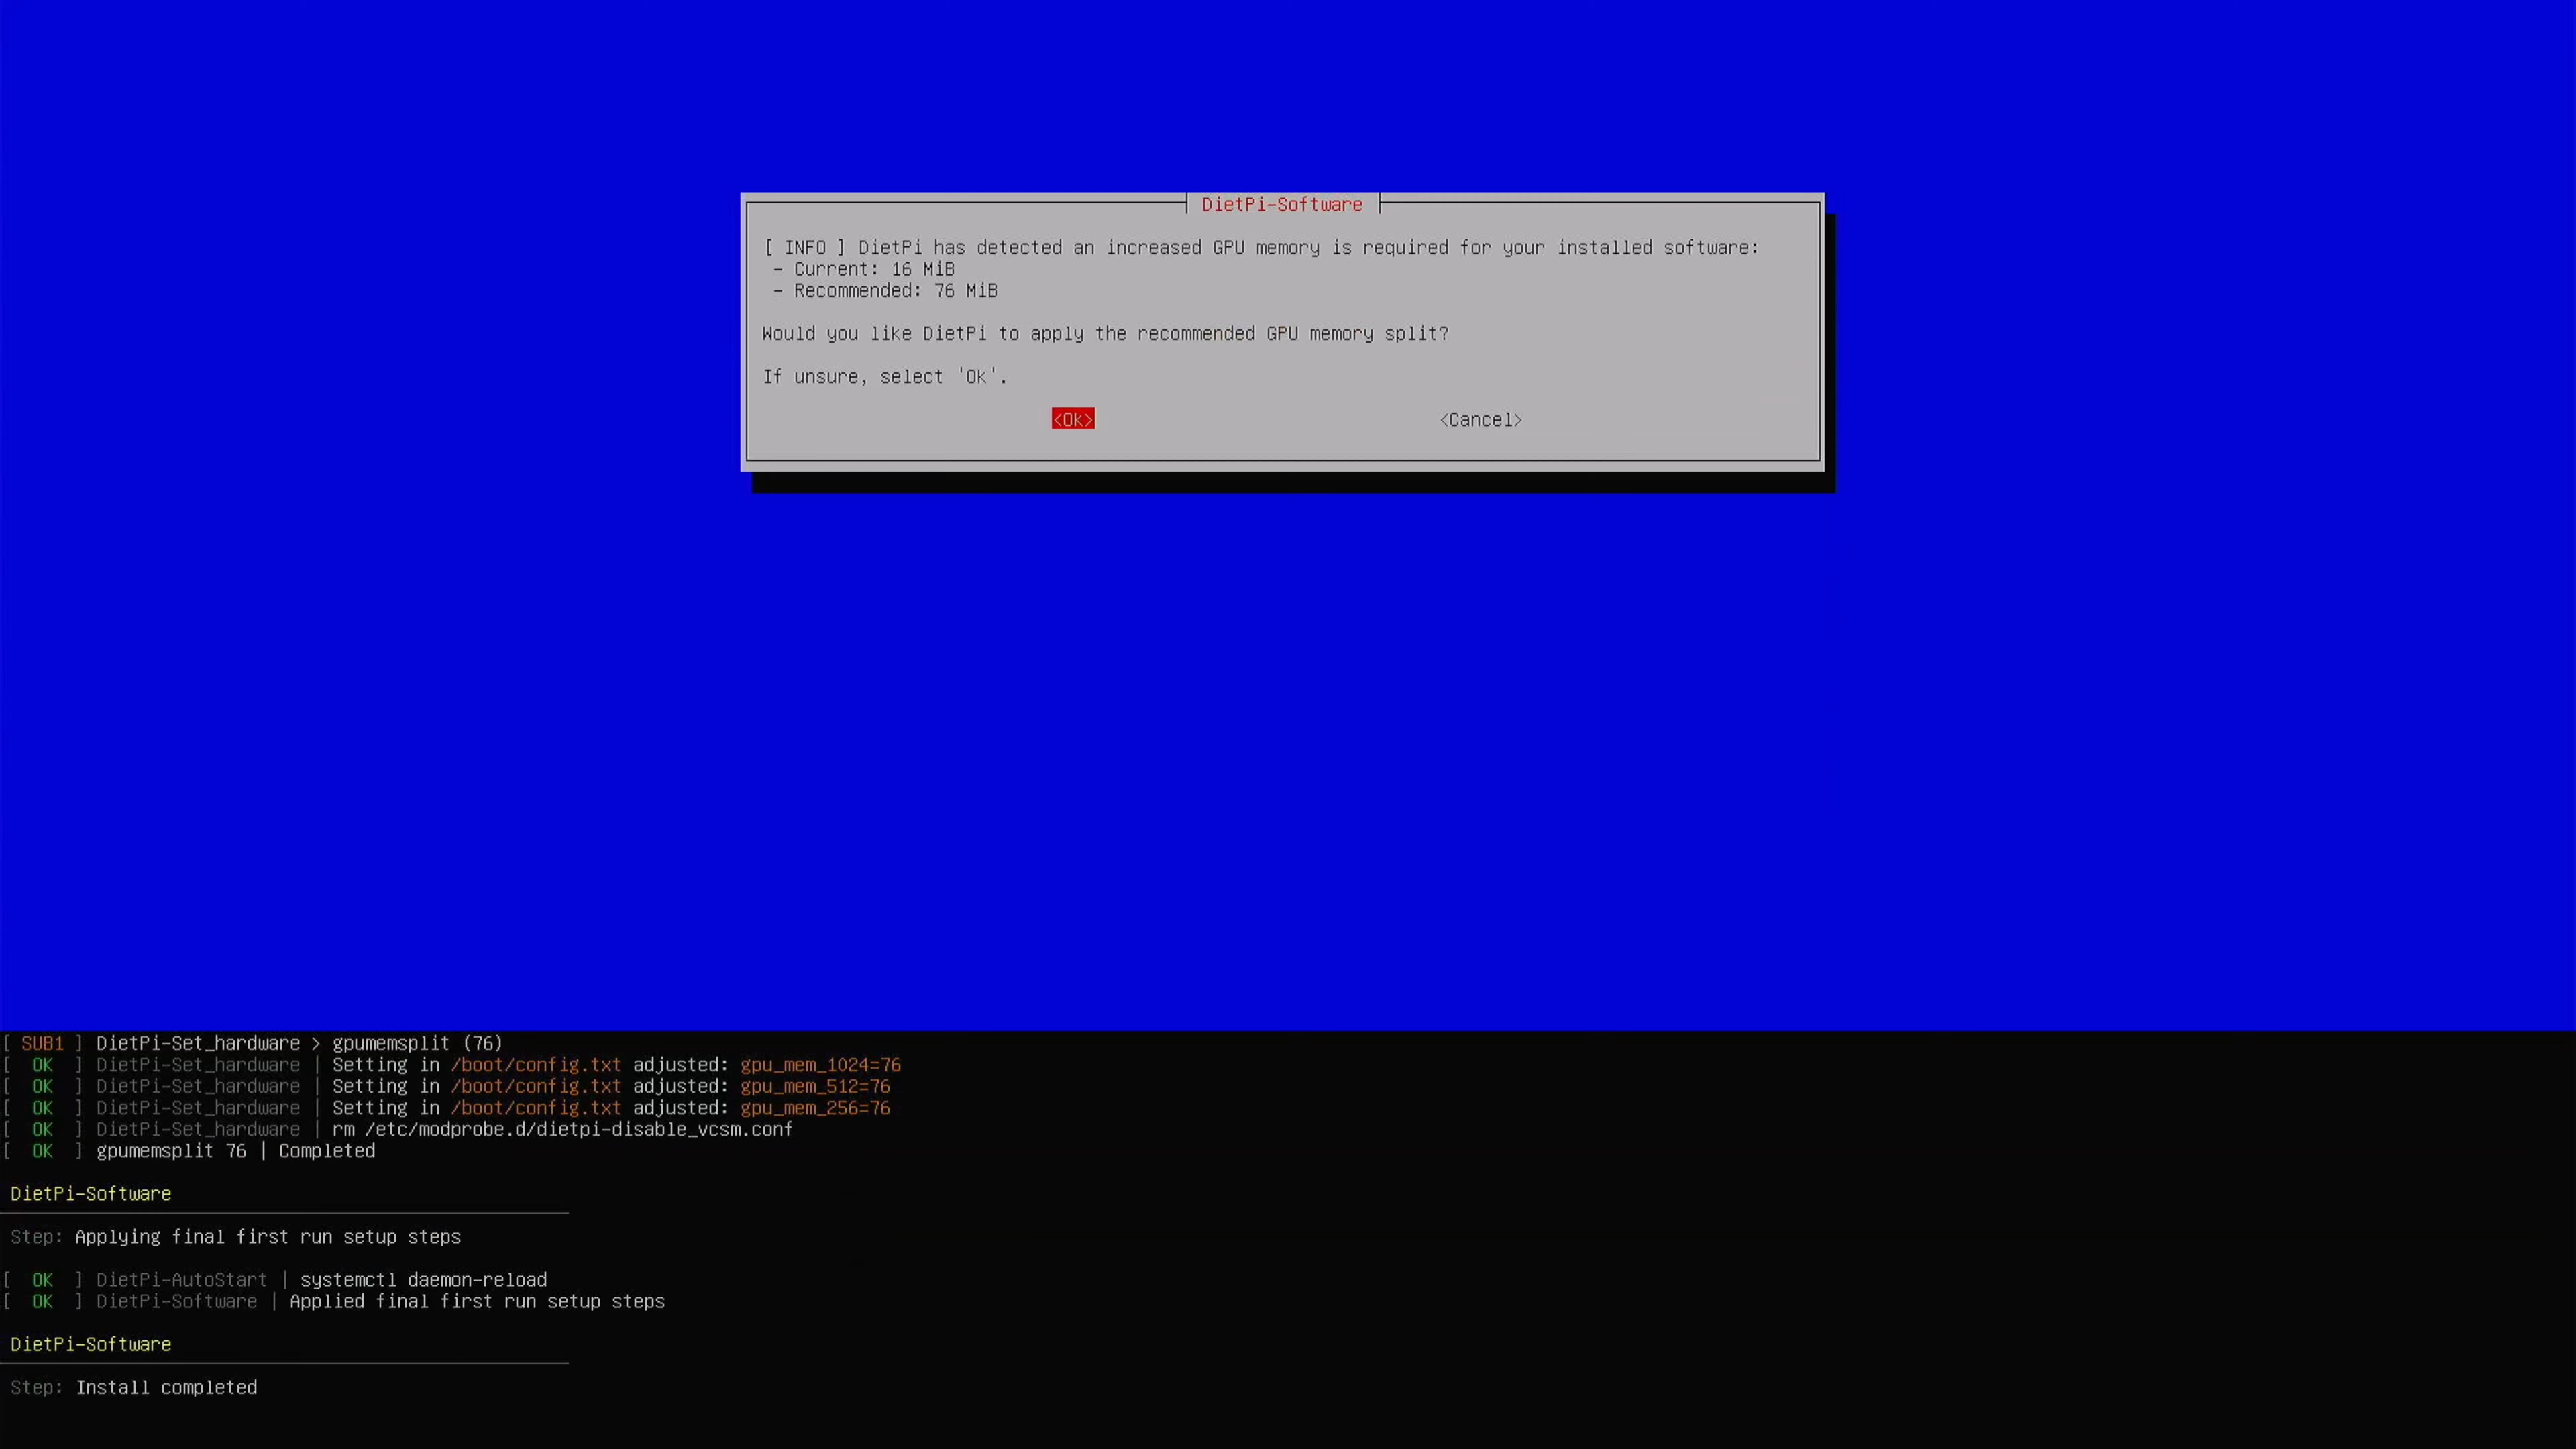 DietPi-Software
[ INFO ] DietPi has detected an increased GPU memory is required for your installed software:
- Current: 16 MiB
- Recommended: 76 MiB
Would you like DietPi to apply the recommended GPU memory split?
If unsure, select 'Ok'.
<Ok> <Cancel>
[ SUB1 ] DietPi-Set_hardware > gpumemsplit (76)
[ OK ] DietPi-Set_hardware | Setting in /boot/config.txt adjusted: gpu_mem_1024=76
[ OK ] DietPi-Set_hardware | Setting in /boot/config.txt adjusted: gpu_mem_512=76
[ OK ] DietPi-Set_hardware | Setting in /boot/config.txt adjusted: gpu_mem_256=76
[ OK ] DietPi-Set_hardware | rm /etc/modprobe.d/dietpi-disable_vcsm.conf
[ OK ] gpumemsplit 76 | Completed
DietPi-Software
Step: Applying final first run setup steps
[ OK ] DietPi-AutoStart | systemctl daemon-reload
[ OK ] DietPi-Software | Applied final first run setup steps
DietPi-Software
Step: Install completed